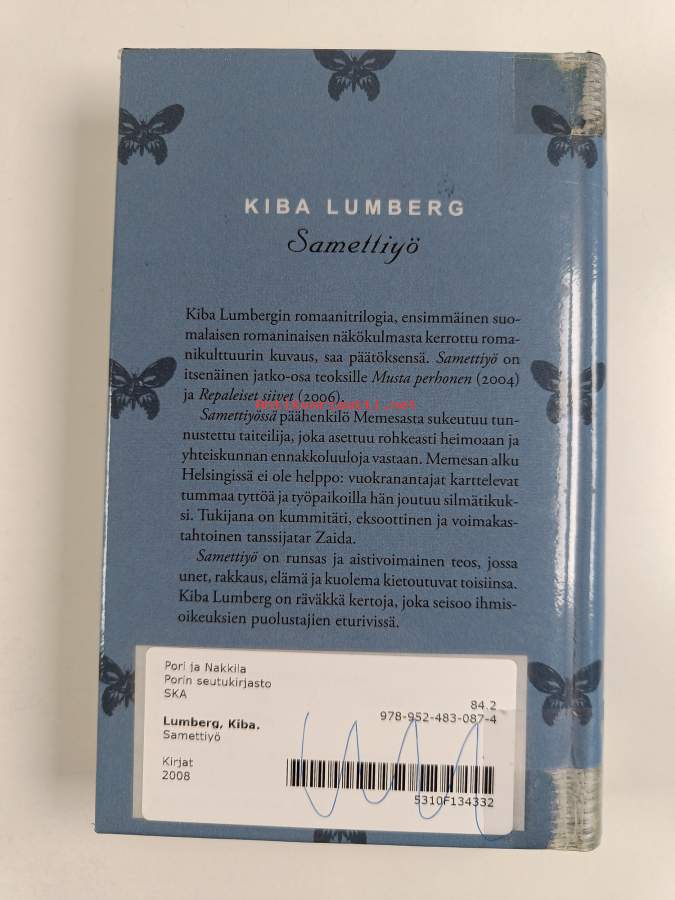 KIBA LUMBERG
Samettiyö
Kiba Lumbergin romaanitrilogia, ensimmäinen suo-
malaisen romaninaisen näkökulmasta kerrottu roma-
nikulttuurin kuvaus, saa päätöksensä. Samettiyö on
itsenäinen jatko-osa teoksille Musta perhonen (2004)
ja Repaleiset siivet (2006).
Antikvariaatti.net
Samettiyössä päähenkilö Memesasta sukeutuu tun-
nustettu taiteilija, joka asettuu rohkeasti heimoaan ja
yhteiskunnan ennakkoluuloja vastaan. Memesan alku
Helsingissä ei ole helppo: vuokranantajat karttelevat
tummaa tyttöä ja työpaikoilla hän joutuu silmätikuk-
si. Tukijana on kummitäti, eksoottinen ja voimakas-
tahtoinen tanssijatar Zaida.
Samettiyö on runsas ja aistivoimainen teos, jossa
unet, rakkaus, elämä ja kuolema kietoutuvat toisiinsa.
Kiba Lumberg on räväkkä kertoja, joka seisoo ihmis-
oikeuksien puolustajien eturivissä.
Pori ja Nakkila
Porin seutukirjasto
SKA
84.2
978-952-483-087-4
Lumberg, Kiba.
Samettiyö
Kirjat
2008
5310F134332